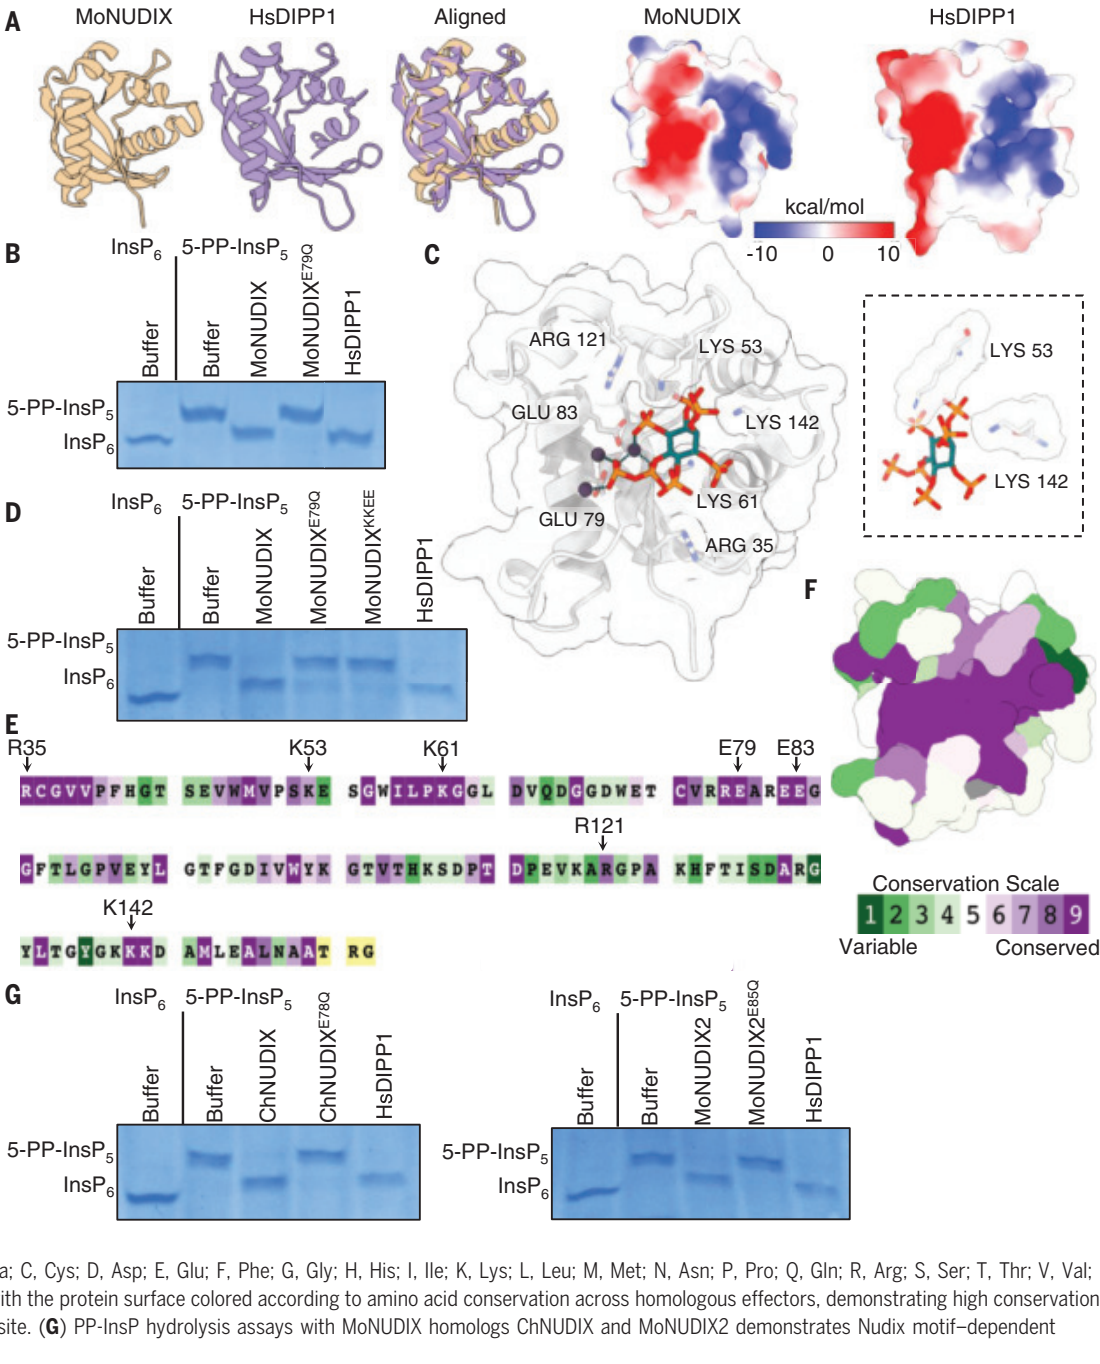 A
MoNUDIX HsDIPP1 Aligned MoNUDIX HsDIPP1
kcal/mol
-10 0 10
B
InsP6 5-PP-InsP5
Buffer Buffer MoNUDIX MoNUDIXE79Q HsDIPP1
5-PP-InsP5
InsP6
C
ARG 121
LYS 53
GLU 83
LYS 142
LYS 61
GLU 79
ARG 35
LYS 53
LYS 142
D
InsP6 5-PP-InsP5
Buffer Buffer MoNUDIX MoNUDIXE79Q MoNUDIXKKEE HsDIPP1
5-PP-InsP5
InsP6
E
R35 K53 K61 E79 E83
RCGVVPFHGT SEVWMVPSKE SGWILPKGGL DVQDGGDWET CVRREAREEG
R121
GFTLGPVEYL GTFGDIVWYK GTVTHKSDPT DPEVKARGPA KHFTISDARG
K142
YLTGYGKKKD AMLEALNAAT RG
F
Conservation Scale
1 2 3 4 5 6 7 8 9
Variable Conserved
G
InsP6 5-PP-InsP5
Buffer Buffer ChNUDIX ChNUDIXE78Q HsDIPP1
5-PP-InsP5
InsP6
InsP6 5-PP-InsP5
Buffer Buffer MoNUDIX2 MoNUDIX2E85Q HsDIPP1
5-PP-InsP5
InsP6
a; C, Cys; D, Asp; E, Glu; F, Phe; G, Gly; H, His; I, Ile; K, Lys; L, Leu; M, Met; N, Asn; P, Pro; Q, Gln; R, Arg; S, Ser; T, Thr; V, Val;
ith the protein surface colored according to amino acid conservation across homologous effectors, demonstrating high conservation
site. (G) PP-InsP hydrolysis assays with MoNUDIX homologs ChNUDIX and MoNUDIX2 demonstrates Nudix motif–dependent